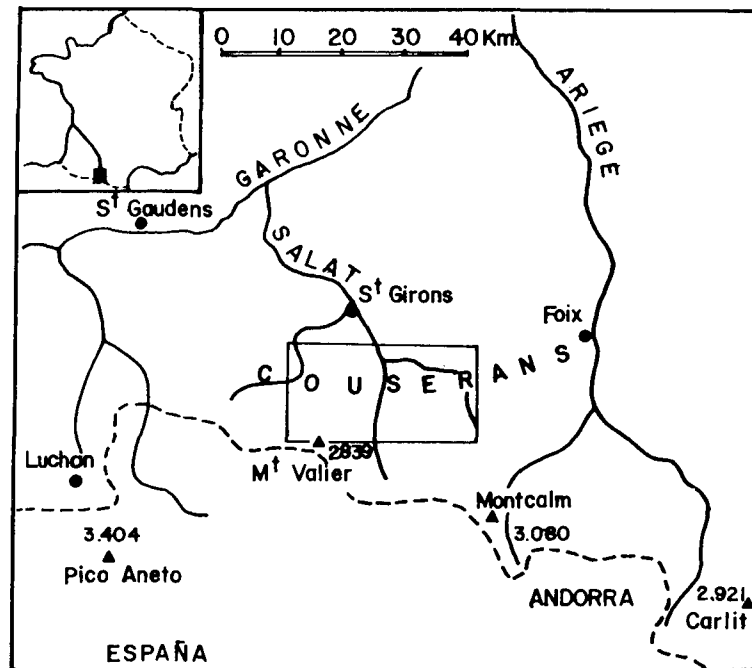 0 10 20 30 40 Km.
GARONNE
ARIEGE
St Gaudens
SALAT
St Girons
Foix
COUSERANS
2839
Mt Valier
Luchon
Montcalm
3.080
3.404
Pico Aneto
ANDORRA
2.921
Carlit
ESPAÑA